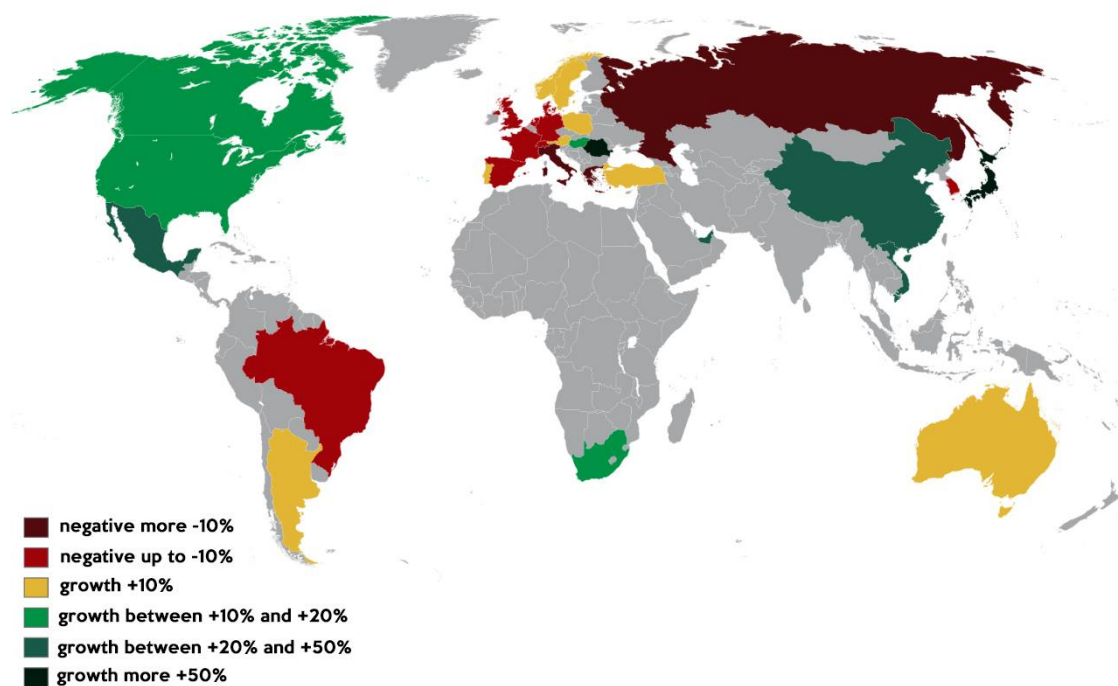 negative more -10%
negative up to -10%
growth +10%
growth between +10% and +20%
growth between +20% and +50%
growth more +50%